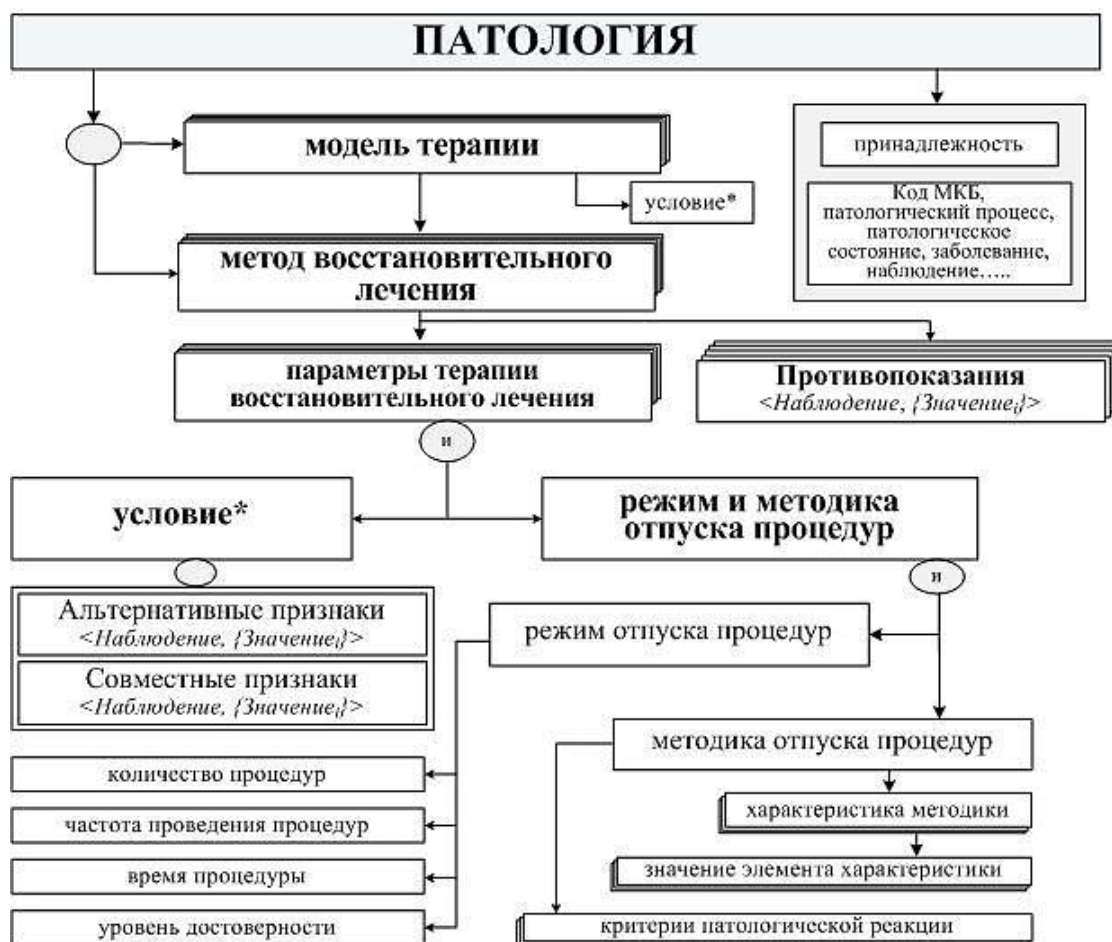 ПАТОЛОГИЯ
модель терапии
принадлежность
условие*
Код МКБ,
патологический процесс,
патологическое
состояние, заболевание,
наблюдение…..
метод восстановительного
лечения
параметры терапии
восстановительного лечения
Противопоказания
<Наблюдение, {Значениеᵢ}>
и
условие*
режим и методика
отпуска процедур
и
Альтернативные признаки
<Наблюдение, {Значениеᵢ}>
Совместные признаки
<Наблюдение, {Значениеᵢ}>
режим отпуска процедур
методика отпуска процедур
количество процедур
частота проведения процедур
время процедуры
уровень достоверности
характеристика методики
значение элемента характеристики
критерии патологической реакции